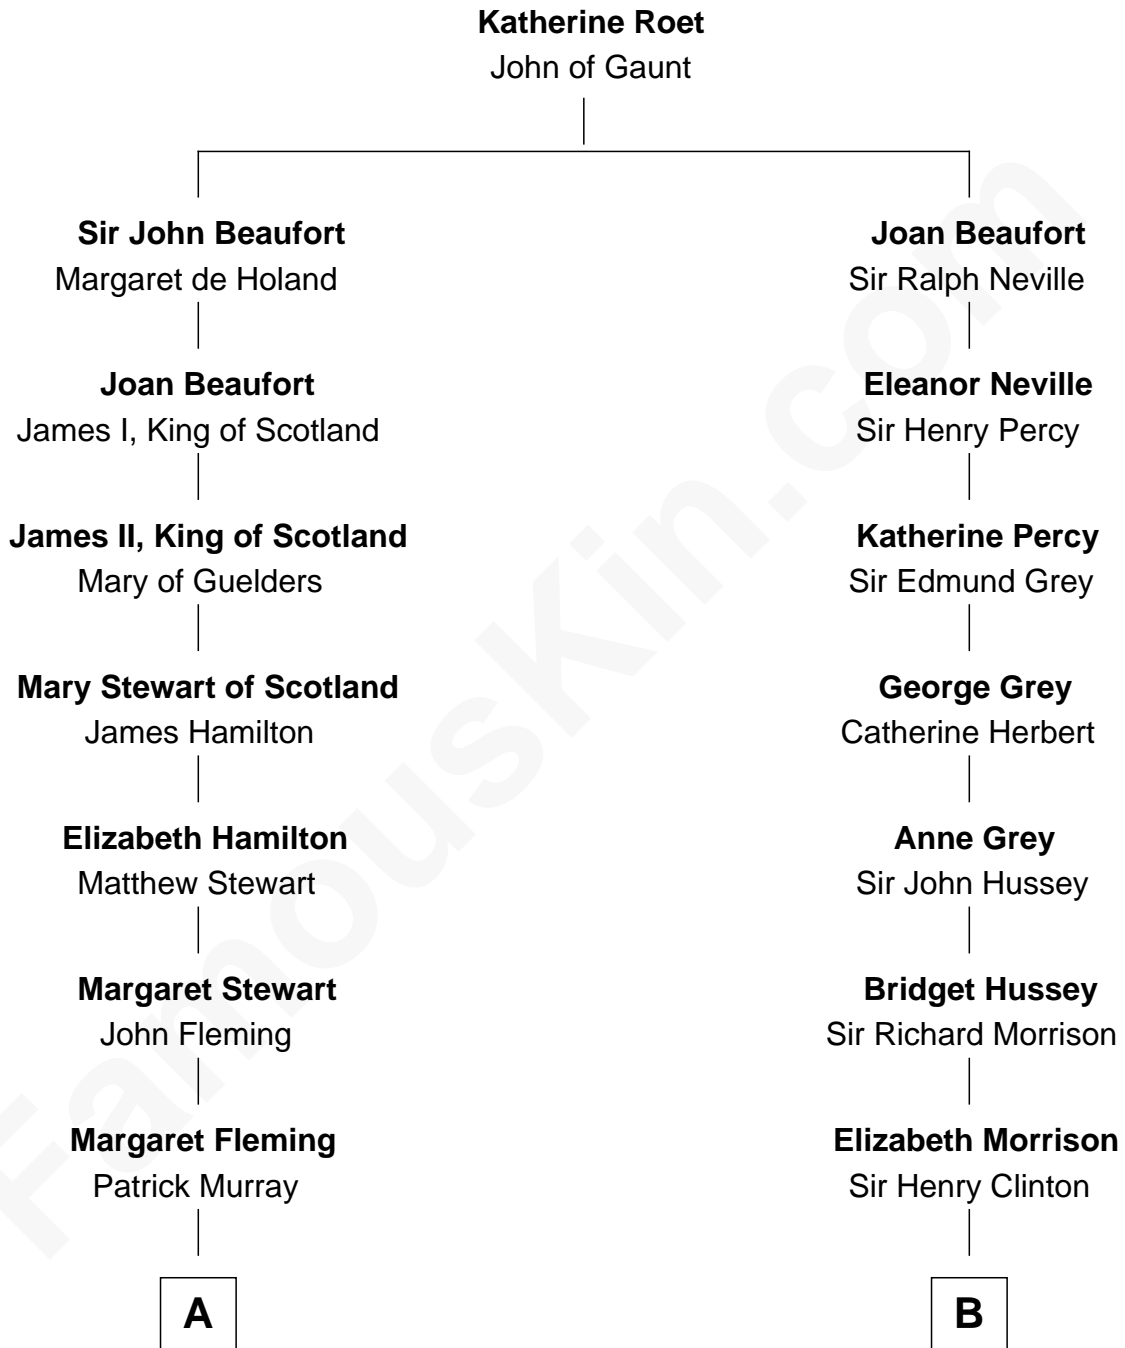 Katherine Roet
John of Gaunt
Sir John Beaufort
Margaret de Holand
Joan Beaufort
James I, King of Scotland
James II, King of Scotland
Mary of Guelders
Mary Stewart of Scotland
James Hamilton
Elizabeth Hamilton
Matthew Stewart
Margaret Stewart
John Fleming
Margaret Fleming
Patrick Murray
A
Joan Beaufort
Sir Ralph Neville
Eleanor Neville
Sir Henry Percy
Katherine Percy
Sir Edmund Grey
George Grey
Catherine Herbert
Anne Grey
Sir John Hussey
Bridget Hussey
Sir Richard Morrison
Elizabeth Morrison
Sir Henry Clinton
B
FamousKin.com